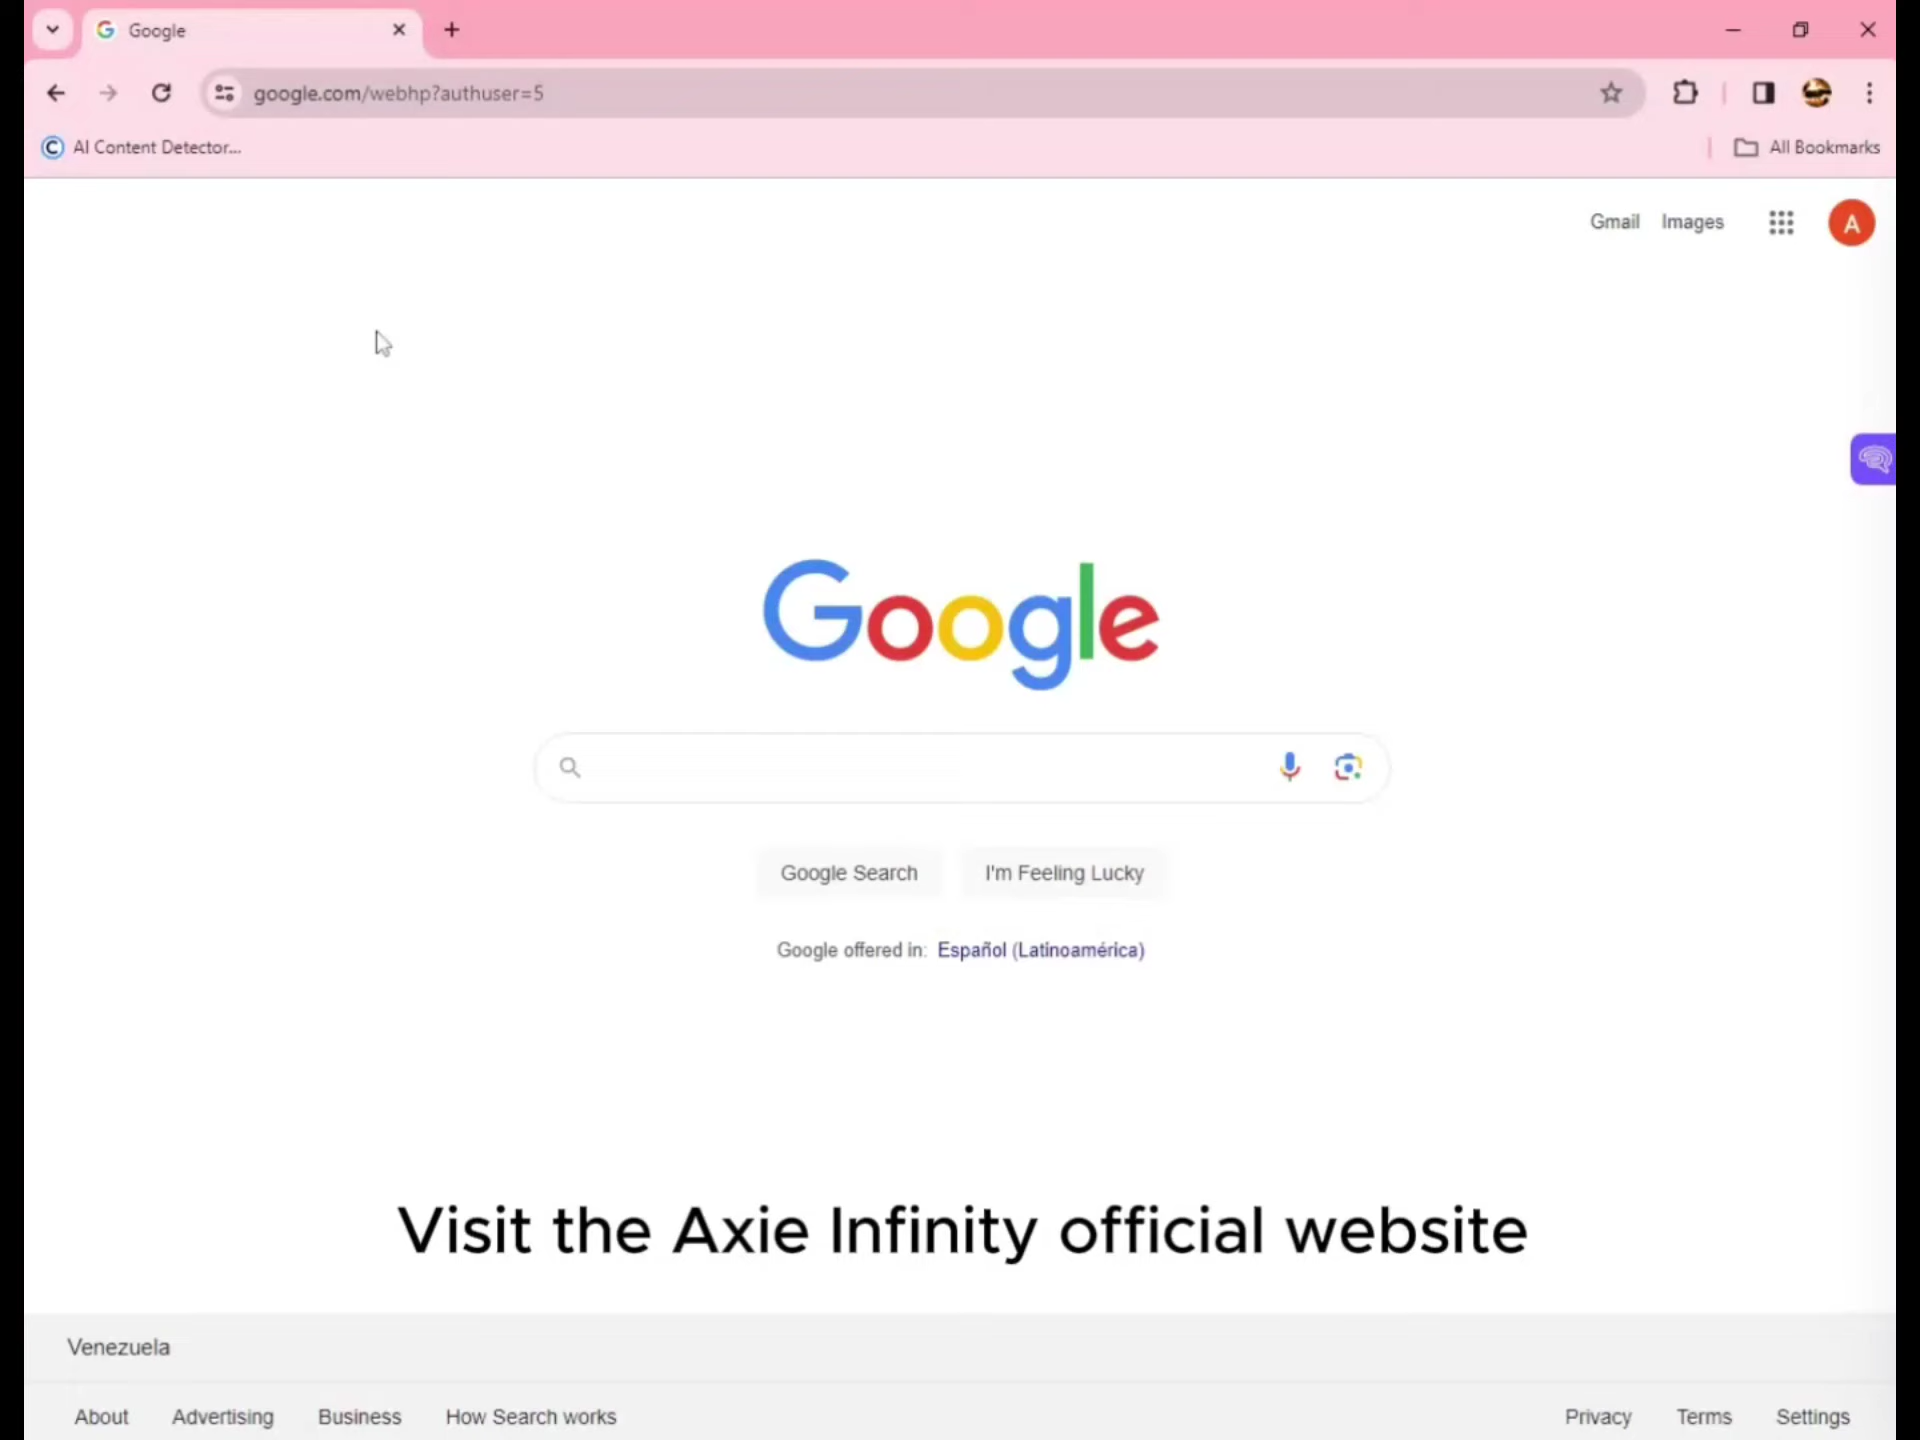 Google
google.com/webhp?authuser=5
AI Content Detector...
All Bookmarks
Gmail Images
A
Google
Google Search I'm Feeling Lucky
Google offered in: Español (Latinoamérica)
Visit the Axie Infinity official website
Venezuela
About Advertising Business How Search works Privacy Terms Settings